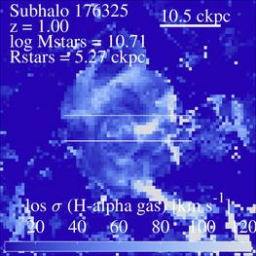 Subhalo 176325
10.5 ckpc
z = 1.00
log Mstars = 10.71
Rstars = 5.27 ckpc
los σ (H-alpha gas) [km s⁻¹]
20 40 60 80 100 120